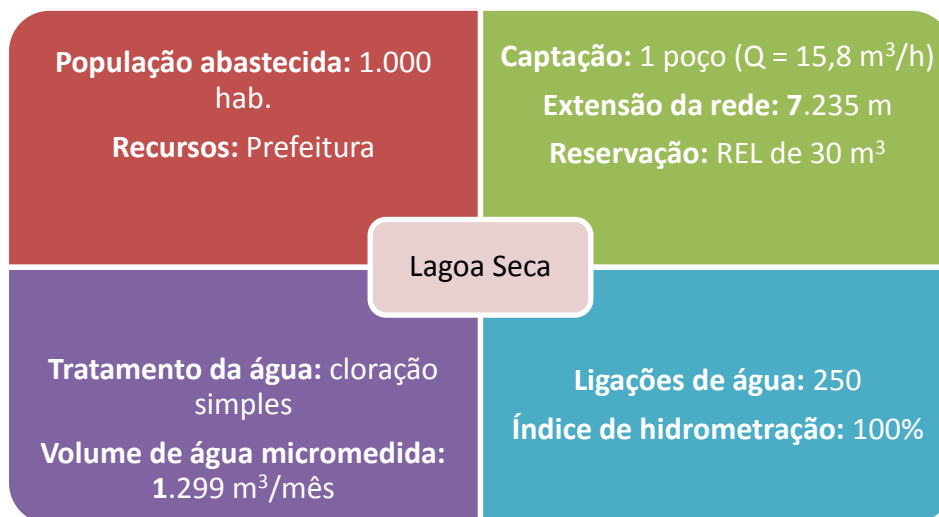 População abastecida: 1.000
hab.
Recursos: Prefeitura
Captação: 1 poço (Q = 15,8 m³/h)
Extensão da rede: 7.235 m
Reservação: REL de 30 m³
Lagoa Seca
Tratamento da água: cloração
simples
Volume de água micromedida:
1.299 m³/mês
Ligações de água: 250
Índice de hidrometração: 100%